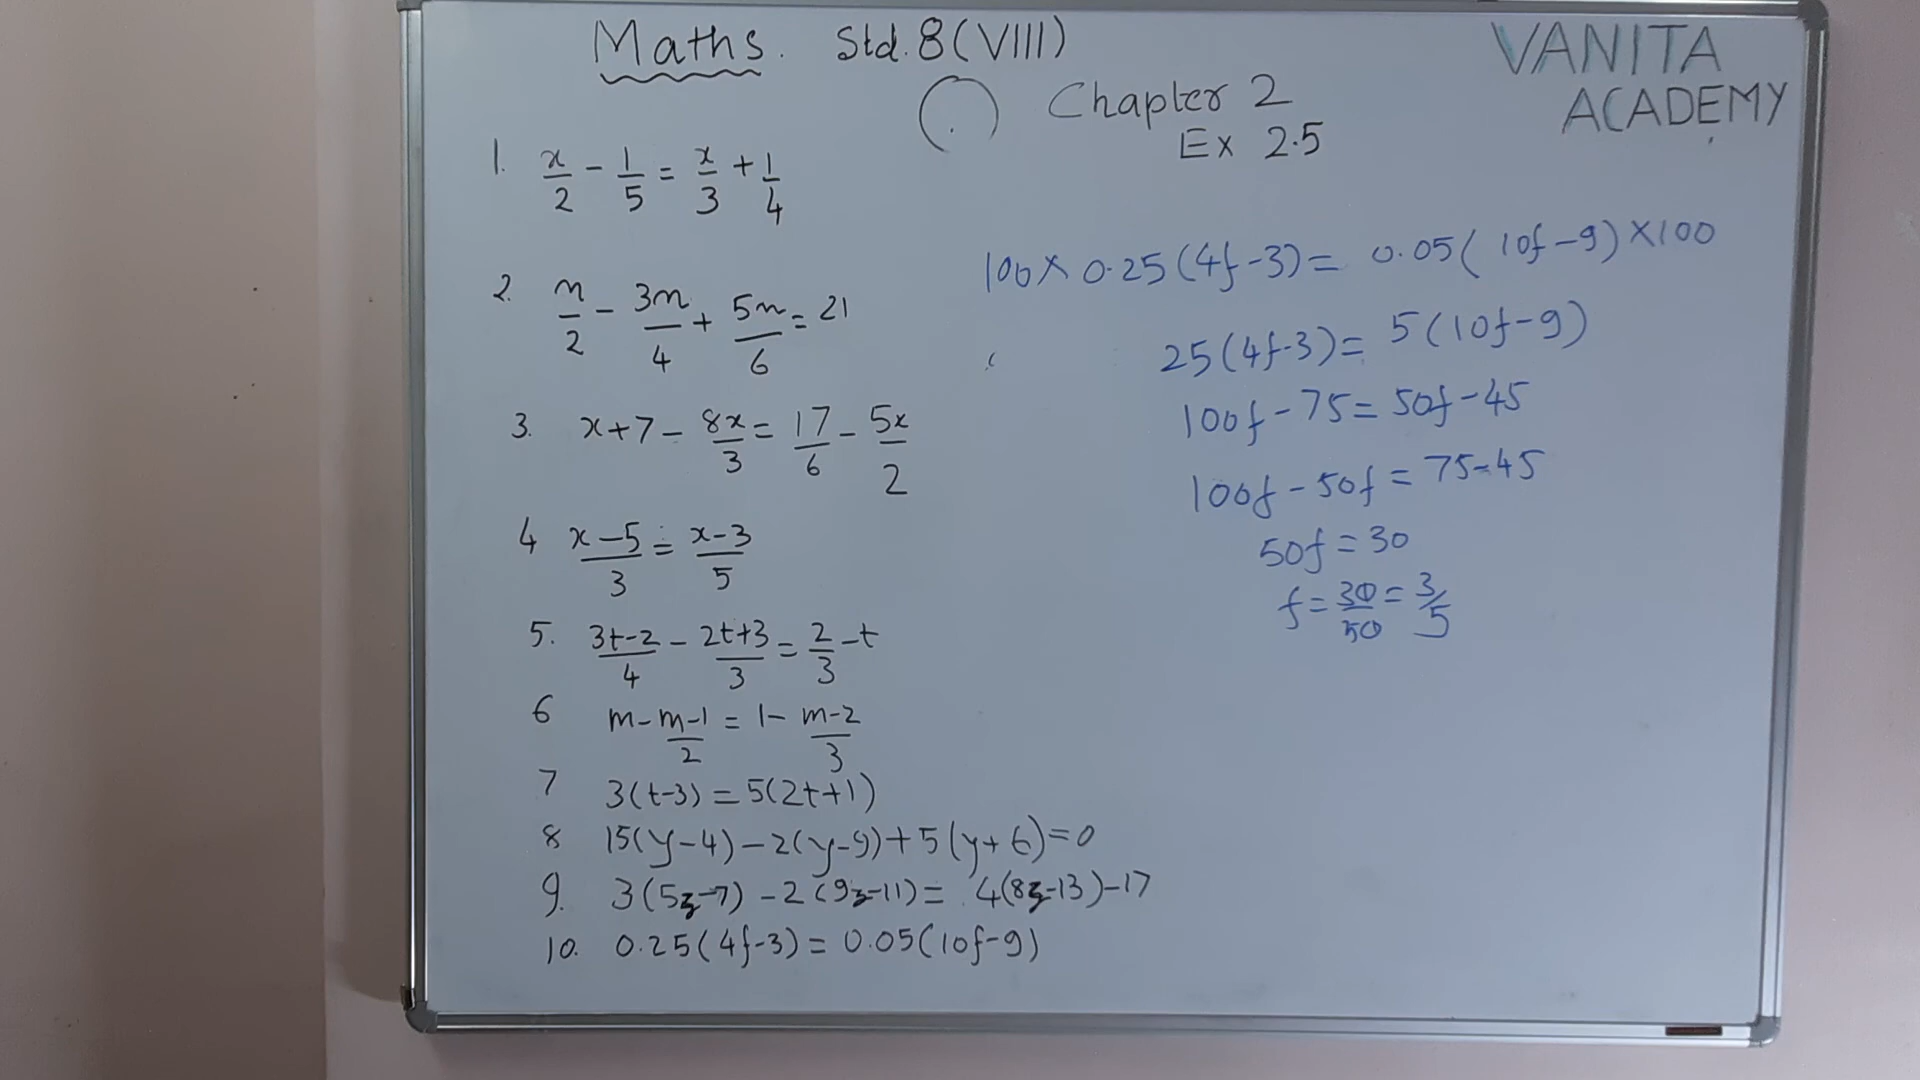 Maths. Std. 8 (VIII)
VANITA
ACADEMY
Chapter 2
Ex 2.5
1. x/2 - 1/5 = x/3 + 1/4
2. n/2 - 3n/4 + 5n/6 = 21
3. x+7 - 8x/3 = 17/6 - 5x/2
4 x-5/3 = x-3/5
5. 3t-2/4 - 2t+3/3 = 2/3 - t
6 m - m-1/2 = 1 - m-2/3
7 3(t-3) = 5(2t+1)
8 15(y-4) - 2(y-9) + 5(y+6) = 0
9. 3(5z-7) - 2(9z-11) = 4(8z-13) - 17
10. 0.25(4f-3) = 0.05(10f-9)
100 × 0.25(4f-3) = 0.05(10f-9) × 100
25(4f-3) = 5(10f-9)
100f - 75 = 50f - 45
100f - 50f = 75 - 45
50f = 30
f = 30/50 = 3/5